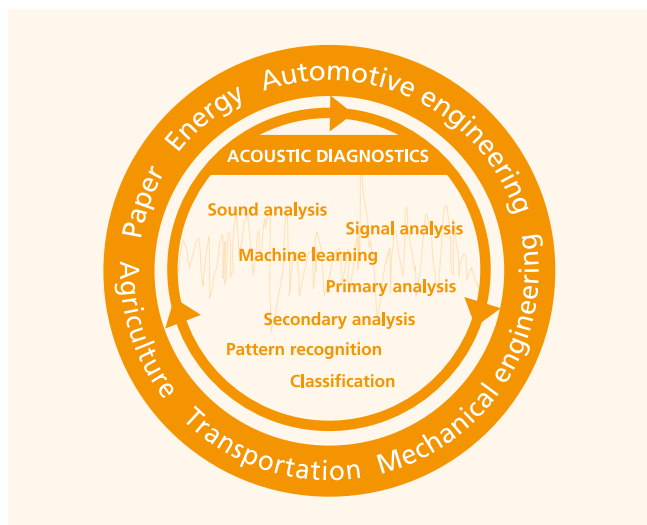 Automotive engineering
Mechanical engineering
Transportation
Agriculture
Paper
Energy
ACOUSTIC DIAGNOSTICS
Sound analysis
Signal analysis
Machine learning
Primary analysis
Secondary analysis
Pattern recognition
Classification